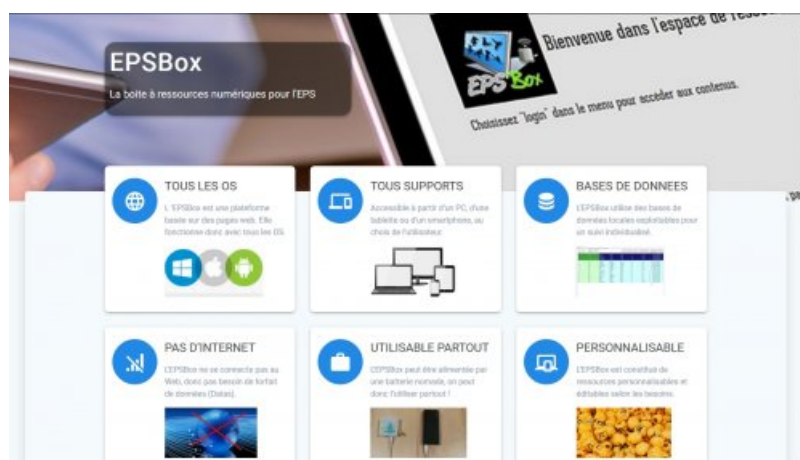 EPSBox
La boite à ressources numériques pour l'EPS
Bienvenue dans l'espace de
EPS Box
Choisissez "login" dans le menu pour accéder aux contenus.
TOUS LES OS
L'EPSBox est une plateforme
basée sur des pages web. Elle
fonctionne donc avec tous les OS.
TOUS SUPPORTS
Accessible à partir d'un PC, d'une
tablette ou d'un smartphone, au
choix de l'utilisateur.
BASES DE DONNEES
L'EPSBox utilise des bases de
données locales exploitables pour
un suivi individualisé.
PAS D'INTERNET
L'EPSBox ne se connecte pas au
Web, donc pas besoin de forfait
de données (Datas).
UTILISABLE PARTOUT
L'EPSBox peut être alimentée par
une batterie nomade, on peut
donc l'utiliser partout !
PERSONNALISABLE
L'EPSBox est constitué de
ressources personnalisables et
éditables selon les besoins.